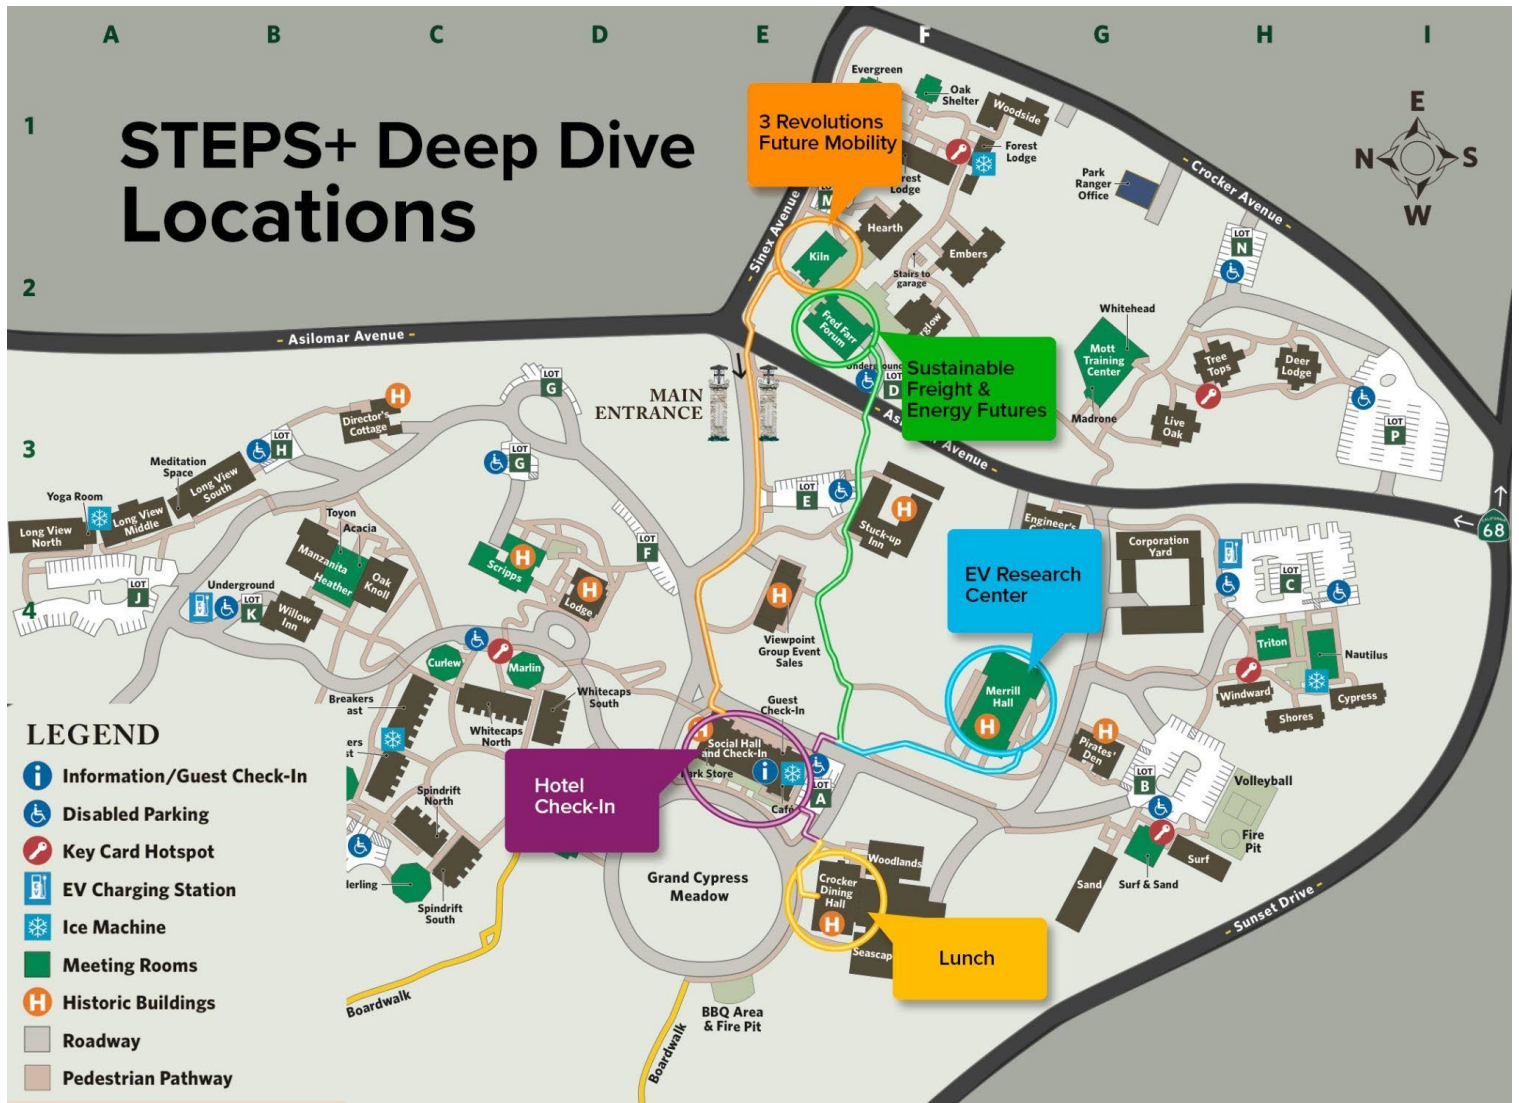 A B C D E F G H I
1
2
3
4
STEPS+ Deep Dive
Locations
E
N S
W
3 Revolutions
Future Mobility
Evergreen
Oak
Shelter
Woodside
Forest
Lodge
Lodge
LOT
M
Hearth
Kiln
Embers
Stairs to
garage
Fred Farr
Forum
Underground
LOT
D
Sinex Avenue
Crocker Avenue
Park
Ranger
Office
LOT
N
Asilomar Avenue
Avenue
MAIN
ENTRANCE
Sustainable
Freight &
Energy Futures
Whitehead
Mott
Training
Center
Madrone
Tree
Tops
Deer
Lodge
Live
Oak
LOT
P
68
LOT
G
H
Director's
Cottage
LOT
H
LOT
G
Meditation
Space
Yoga Room
Long View
South
Long View
Middle
Long View
North
Toyon
Acacia
Manzanita
Heather
Oak
Knoll
LOT
J
Underground
LOT
K
Willow
Inn
H
Scripps
H
Lodge
LOT
F
LOT
E
H
Stuck-up
Inn
H
Viewpoint
Group Event
Sales
EV Research
Center
Engineer's
Corporation
Yard
EV
LOT
C
Triton
Nautilus
Windward
Shores
Cypress
Merrill
Hall
H
H
Pirates'
Den
LOT
B
Volleyball
Fire
Pit
Surf
Surf & Sand
Sand
Sunset Drive
Curlew
Marlin
Breakers
Whitecaps
South
Whitecaps
North
Spindrift
North
Spindrift
South
Guest
Check-In
H
Social Hall
and Check-In
Park Store
i
Café
LOT
A
Hotel
Check-In
Grand Cypress
Meadow
Woodlands
Crocker
Dining
Hall
H
Lunch
BBQ Area
& Fire Pit
Boardwalk
Boardwalk
LEGEND
i Information/Guest Check-In
Disabled Parking
Key Card Hotspot
EV EV Charging Station
Ice Machine
Meeting Rooms
H Historic Buildings
Roadway
Pedestrian Pathway